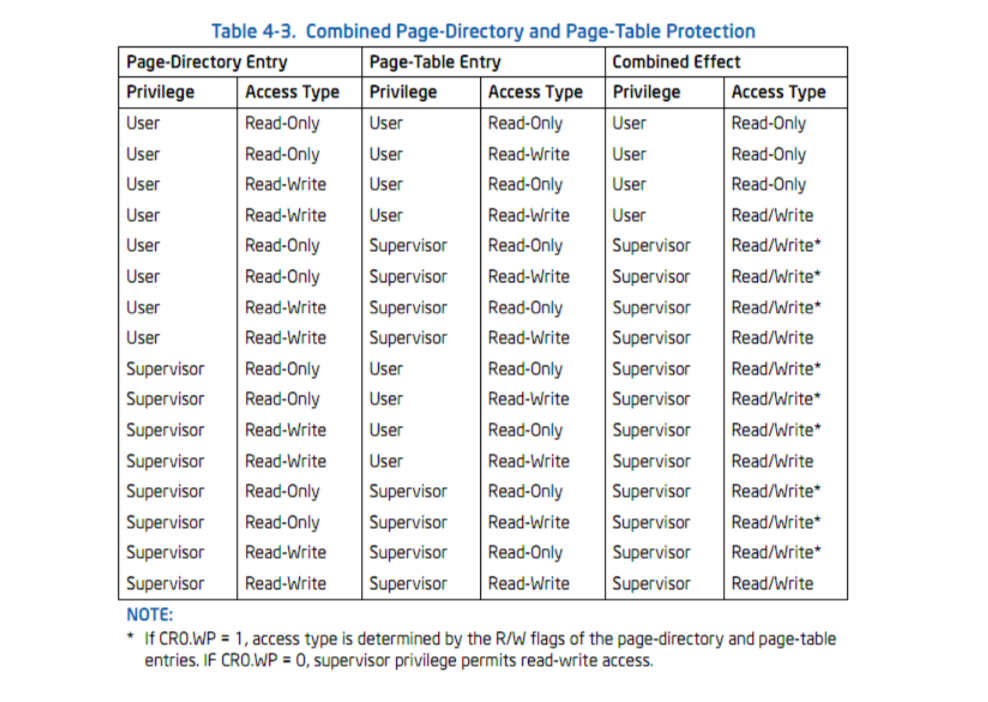 Table 4-3. Combined Page-Directory and Page-Table Protection
Page-Directory Entry Page-Table Entry Combined Effect
Privilege Access Type Privilege Access Type Privilege Access Type
User Read-Only User Read-Only User Read-Only
User Read-Only User Read-Write User Read-Only
User Read-Write User Read-Only User Read-Only
User Read-Write User Read-Write User Read/Write
User Read-Only Supervisor Read-Only Supervisor Read/Write*
User Read-Only Supervisor Read-Write Supervisor Read/Write*
User Read-Write Supervisor Read-Only Supervisor Read/Write*
User Read-Write Supervisor Read-Write Supervisor Read/Write
Supervisor Read-Only User Read-Only Supervisor Read/Write*
Supervisor Read-Only User Read-Write Supervisor Read/Write*
Supervisor Read-Write User Read-Only Supervisor Read/Write*
Supervisor Read-Write User Read-Write Supervisor Read/Write
Supervisor Read-Only Supervisor Read-Only Supervisor Read/Write*
Supervisor Read-Only Supervisor Read-Write Supervisor Read/Write*
Supervisor Read-Write Supervisor Read-Only Supervisor Read/Write*
Supervisor Read-Write Supervisor Read-Write Supervisor Read/Write
NOTE:
* If CR0.WP = 1, access type is determined by the R/W flags of the page-directory and page-table
entries. IF CR0.WP = 0, supervisor privilege permits read-write access.